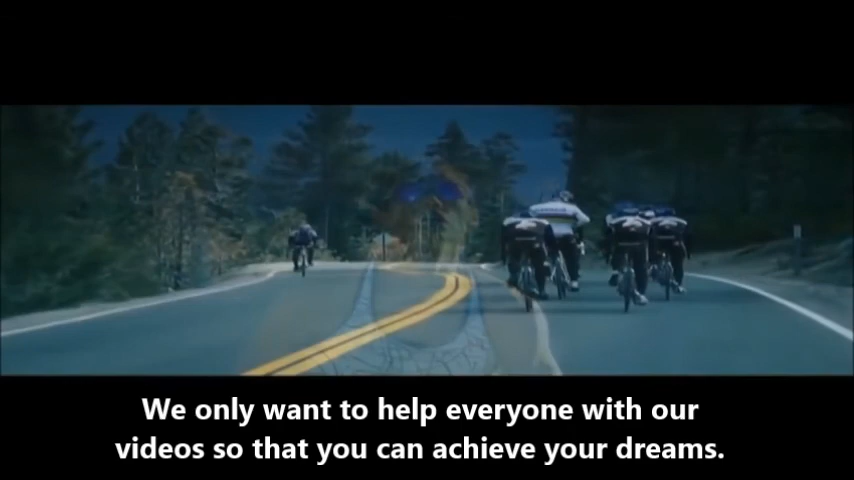 We only want to help everyone with our
videos so that you can achieve your dreams.